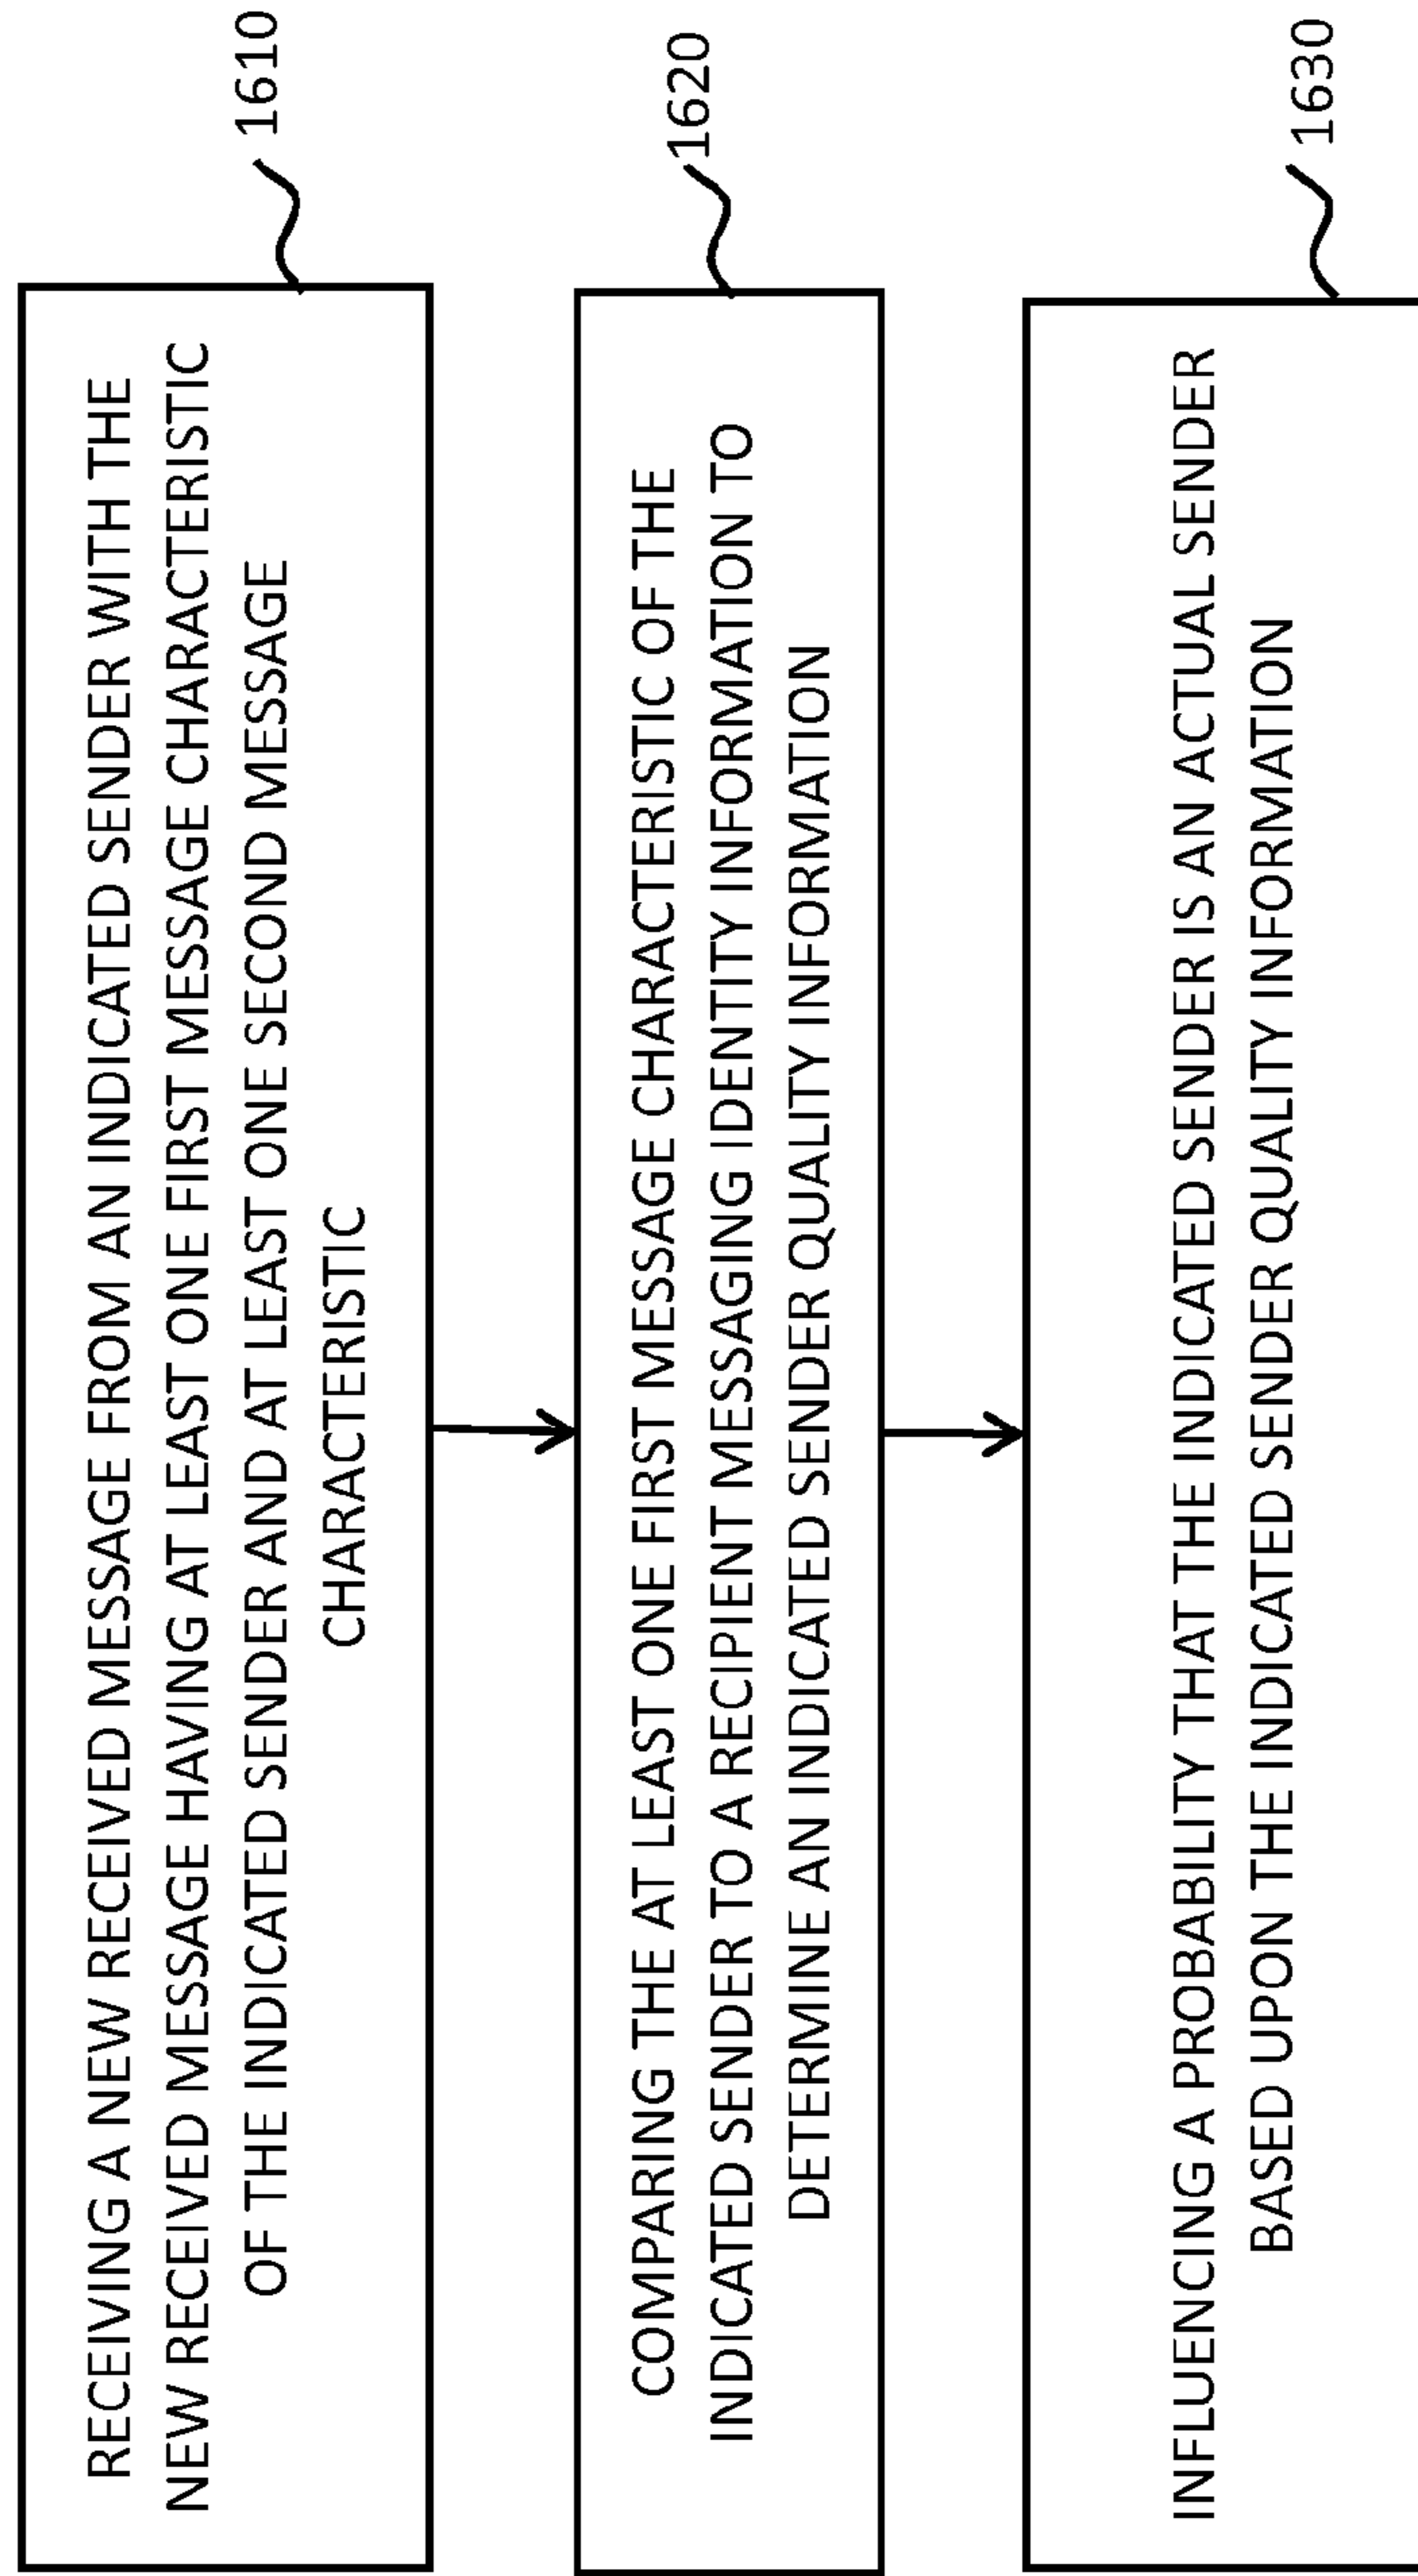 RECEIVING A NEW RECEIVED MESSAGE FROM AN INDICATED SENDER WITH THE
NEW RECEIVED MESSAGE HAVING AT LEAST ONE FIRST MESSAGE CHARACTERISTIC
OF THE INDICATED SENDER AND AT LEAST ONE SECOND MESSAGE
CHARACTERISTIC
1610
COMPARING THE AT LEAST ONE FIRST MESSAGE CHARACTERISTIC OF THE
INDICATED SENDER TO A RECIPIENT MESSAGING IDENTITY INFORMATION TO
DETERMINE AN INDICATED SENDER QUALITY INFORMATION
1620
INFLUENCING A PROBABILITY THAT THE INDICATED SENDER IS AN ACTUAL SENDER
BASED UPON THE INDICATED SENDER QUALITY INFORMATION
1630